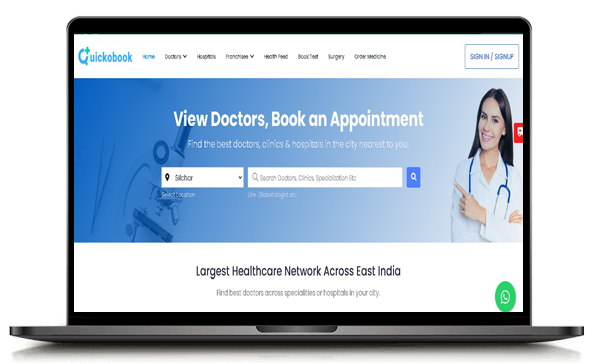 Quickobook
Home Doctors Hospitals Franchisee Health Feed Book Test Surgery Order Medicine
SIGN IN / SIGNUP
View Doctors, Book an Appointment
Find the best doctors, clinics & hospitals in the city nearest to you.
Silchar Search Doctors, Clinics, Specialization Etc
Select Location Like : Diabetologist etc
Largest Healthcare Network Across East India
Find best doctors across specialities or hospitals in your city.